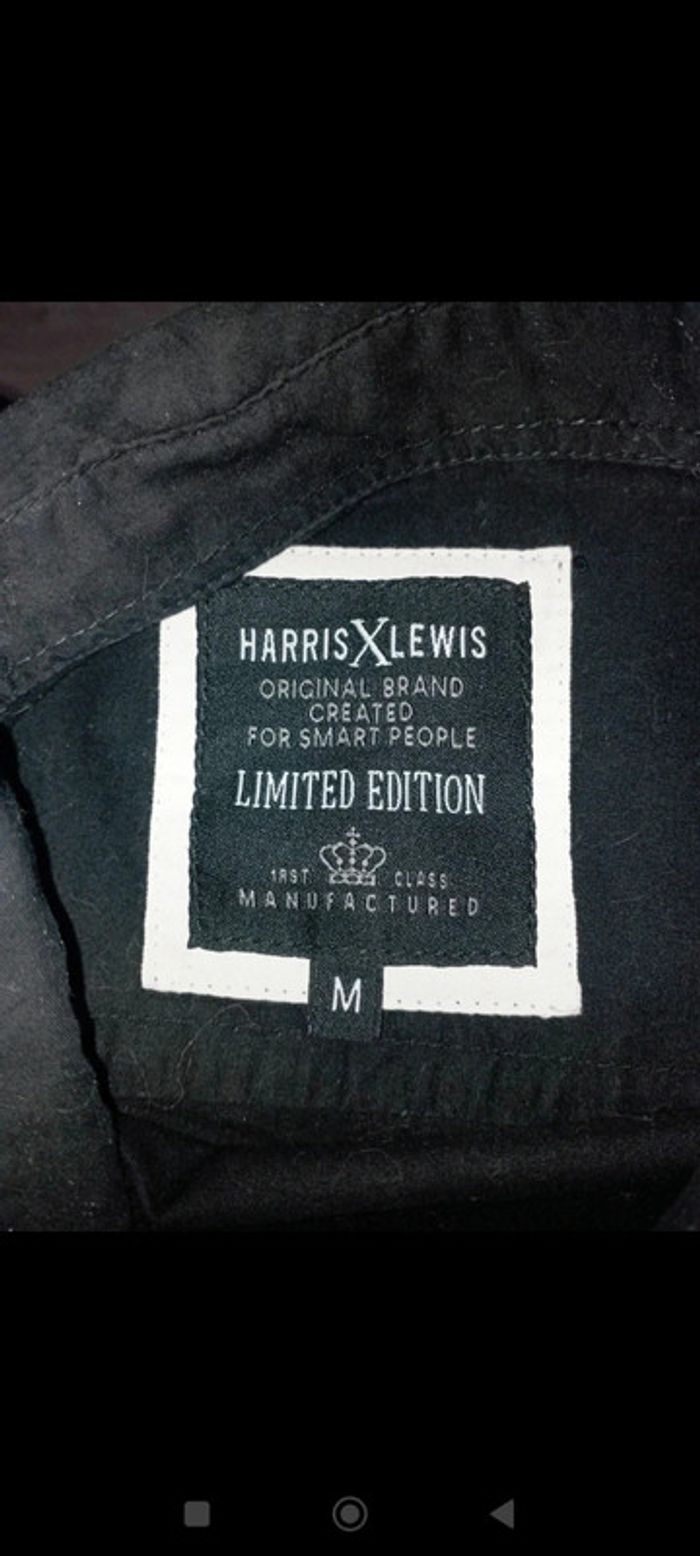 HARRIS X LEWIS
ORIGINAL BRAND
CREATED
FOR SMART PEOPLE
LIMITED EDITION
1RST CLASS
MANUFACTURED
M